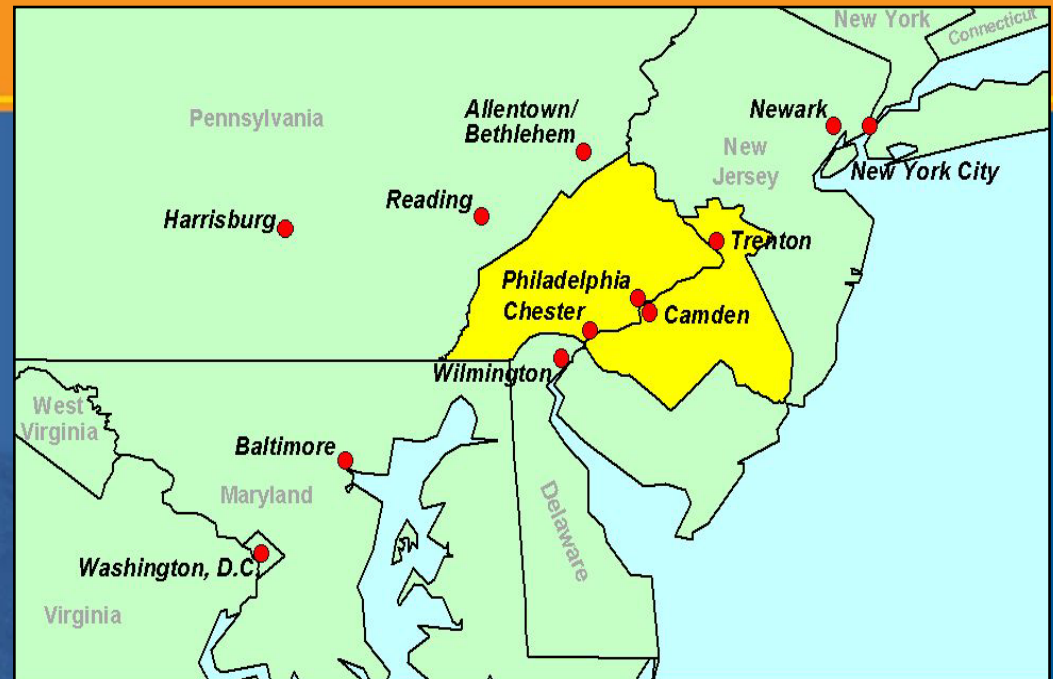 New York
Connecticut
Allentown/
Bethlehem
Newark
Pennsylvania
New
Jersey
New York City
Reading
Harrisburg
Trenton
Philadelphia
Chester
Camden
Wilmington
West
Virginia
Baltimore
Maryland
Delaware
Washington, D.C.
Virginia